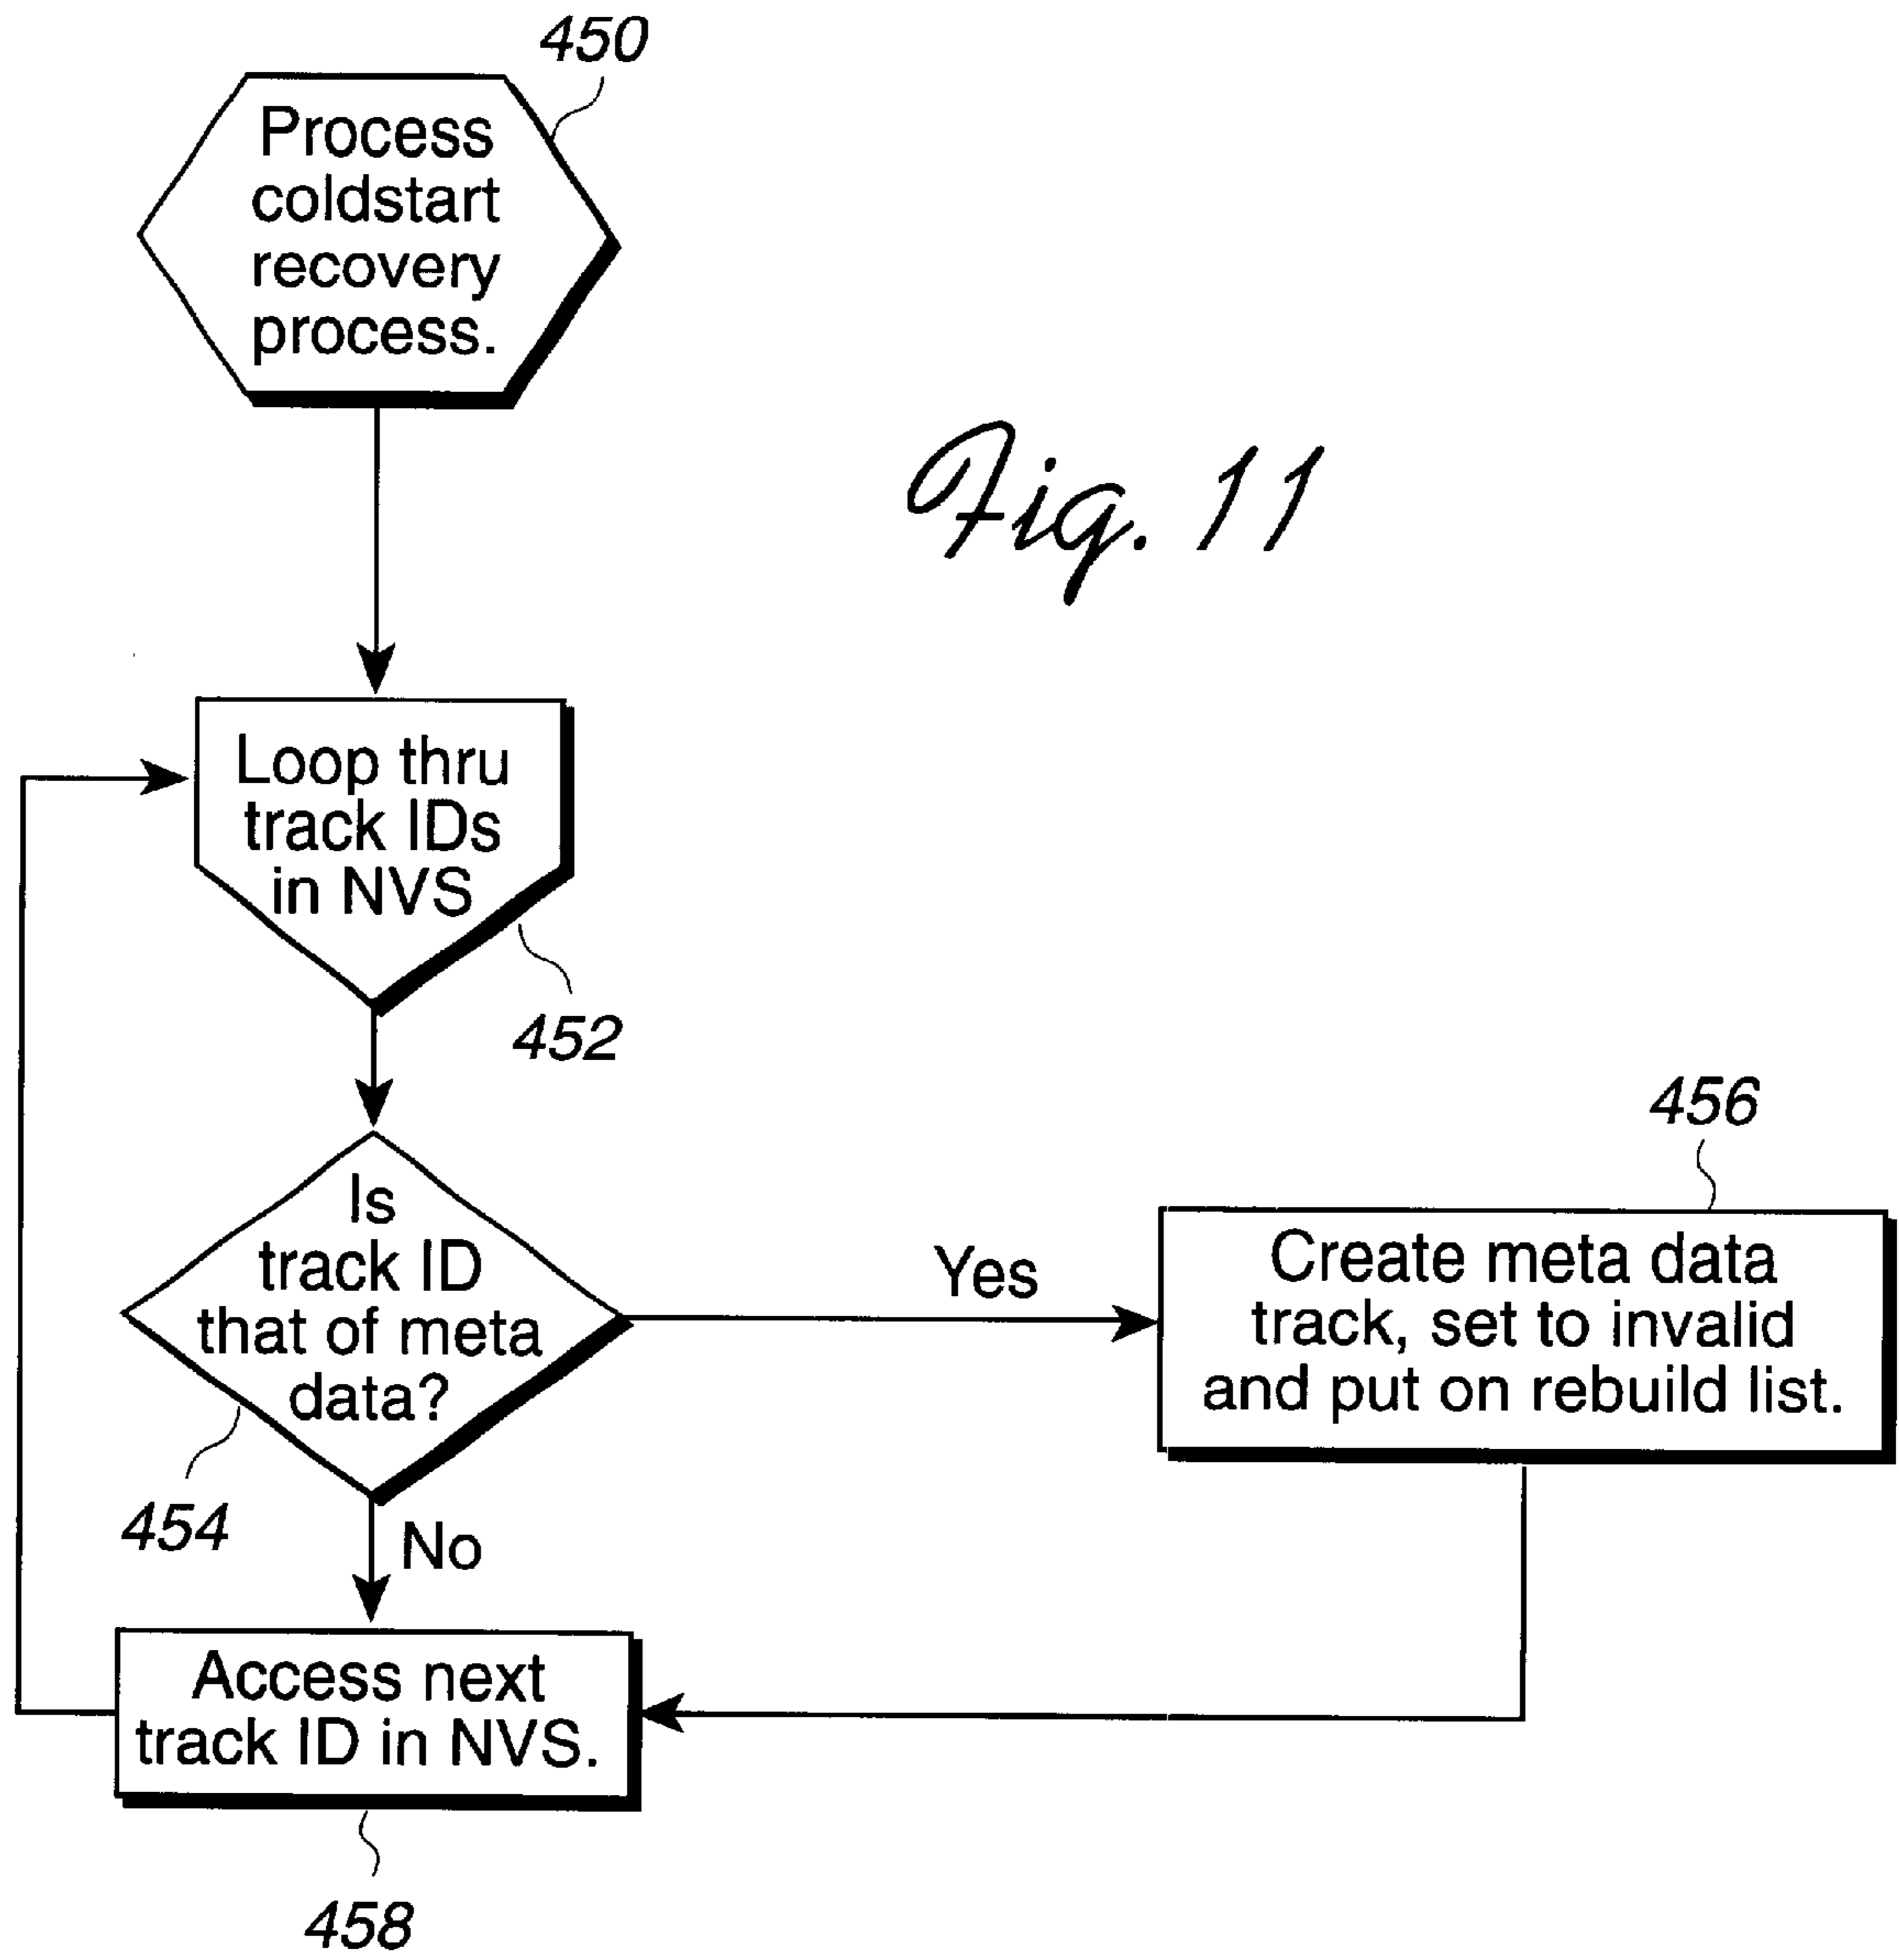 450
Process
coldstart
recovery
process.
Fig. 11
Loop thru
track IDs
in NVS
452
Is
track ID
that of meta
data?
454
Yes
456
Create meta data
track, set to invalid
and put on rebuild list.
No
Access next
track ID in NVS.
458